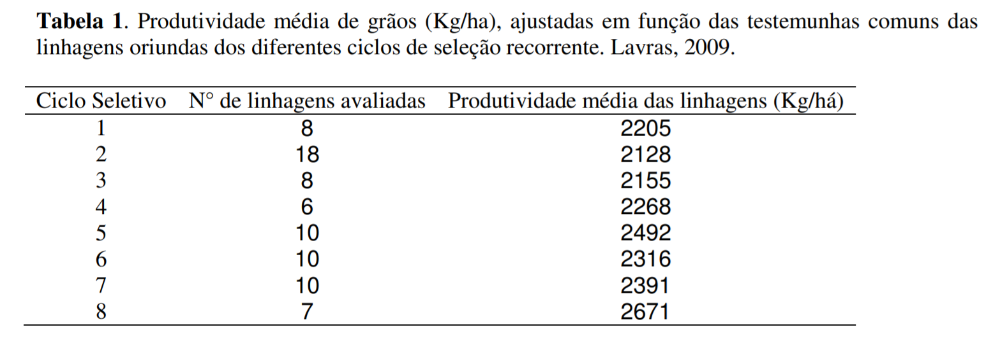 Tabela 1. Produtividade média de grãos (Kg/ha), ajustadas em função das testemunhas comuns das
linhagens oriundas dos diferentes ciclos de seleção recorrente. Lavras, 2009.
Ciclo Seletivo N° de linhagens avaliadas Produtividade média das linhagens (Kg/há)
1 8 2205
2 18 2128
3 8 2155
4 6 2268
5 10 2492
6 10 2316
7 10 2391
8 7 2671